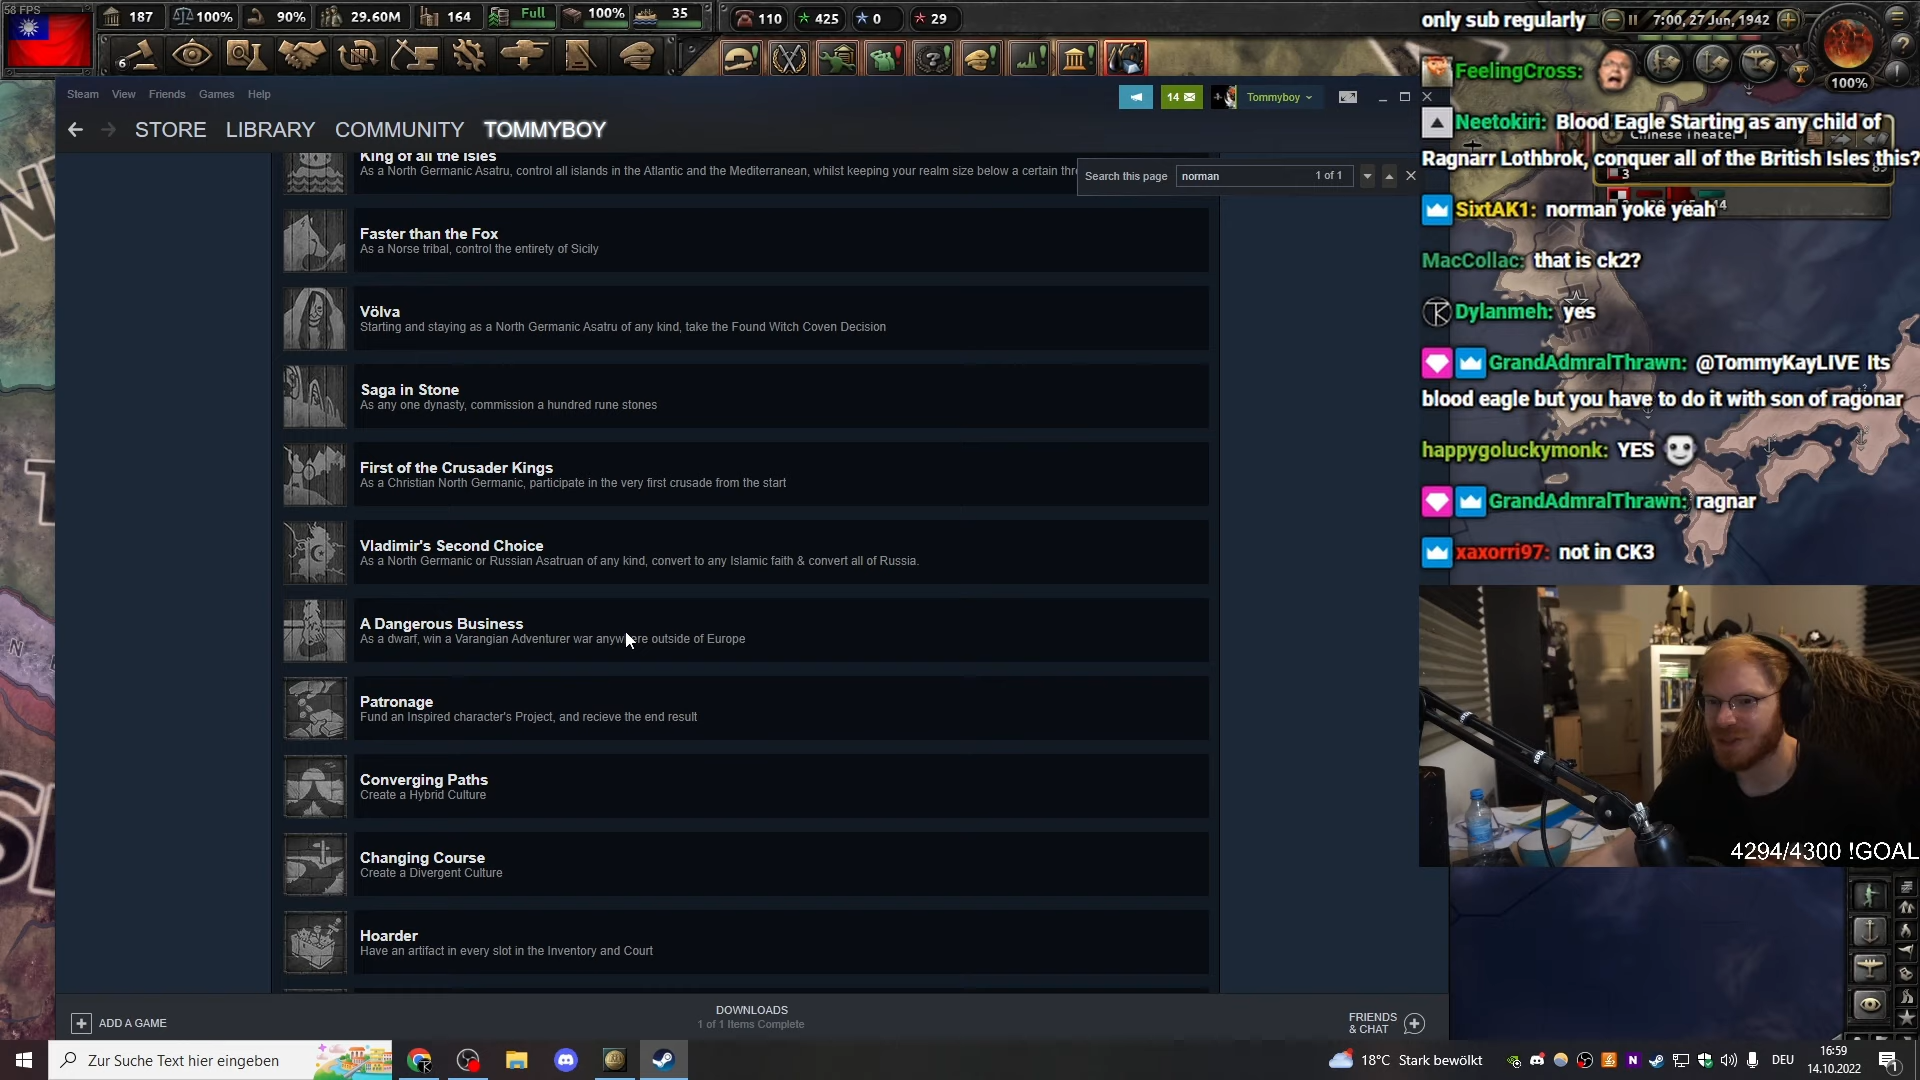 58 FPS
187
100%
90%
29.60M
164
Full
100%
35
110
425
0
29
only sub regularly
7:00, 27 Jun, 1942
6
100%
Steam View Friends Games Help
14
Tommyboy
STORE LIBRARY COMMUNITY TOMMYBOY
Search this page norman 1 of 1
King of all the Isles
As a North Germanic Asatru, control all islands in the Atlantic and the Mediterranean, whilst keeping your realm size below a certain thr
Faster than the Fox
As a Norse tribal, control the entirety of Sicily
Völva
Starting and staying as a North Germanic Asatru of any kind, take the Found Witch Coven Decision
Saga in Stone
As any one dynasty, commission a hundred rune stones
First of the Crusader Kings
As a Christian North Germanic, participate in the very first crusade from the start
Vladimir's Second Choice
As a North Germanic or Russian Asatruan of any kind, convert to any Islamic faith & convert all of Russia.
A Dangerous Business
As a dwarf, win a Varangian Adventurer war anywhere outside of Europe
Patronage
Fund an Inspired character's Project, and recieve the end result
Converging Paths
Create a Hybrid Culture
Changing Course
Create a Divergent Culture
Hoarder
Have an artifact in every slot in the Inventory and Court
ADD A GAME
DOWNLOADS
1 of 1 Items Complete
FRIENDS
& CHAT
FeelingCross:
Neetokiri: Blood Eagle Starting as any child of
Chinese Theater 1
Ragnarr Lothbrok, conquer all of the British Isles this?
3
SixtAK1: norman yoke yeah
MacCollac: that is ck2?
Dylanmeh: yes
GrandAdmralThrawn: @TommyKayLIVE Its
blood eagle but you have to do it with son of ragonar
happygoluckymonk: YES
GrandAdmralThrawn: ragnar
xaxorri97: not in CK3
4294/4300 !GOAL
Zur Suche Text hier eingeben
18°C Stark bewölkt
DEU
16:59
14.10.2022
1